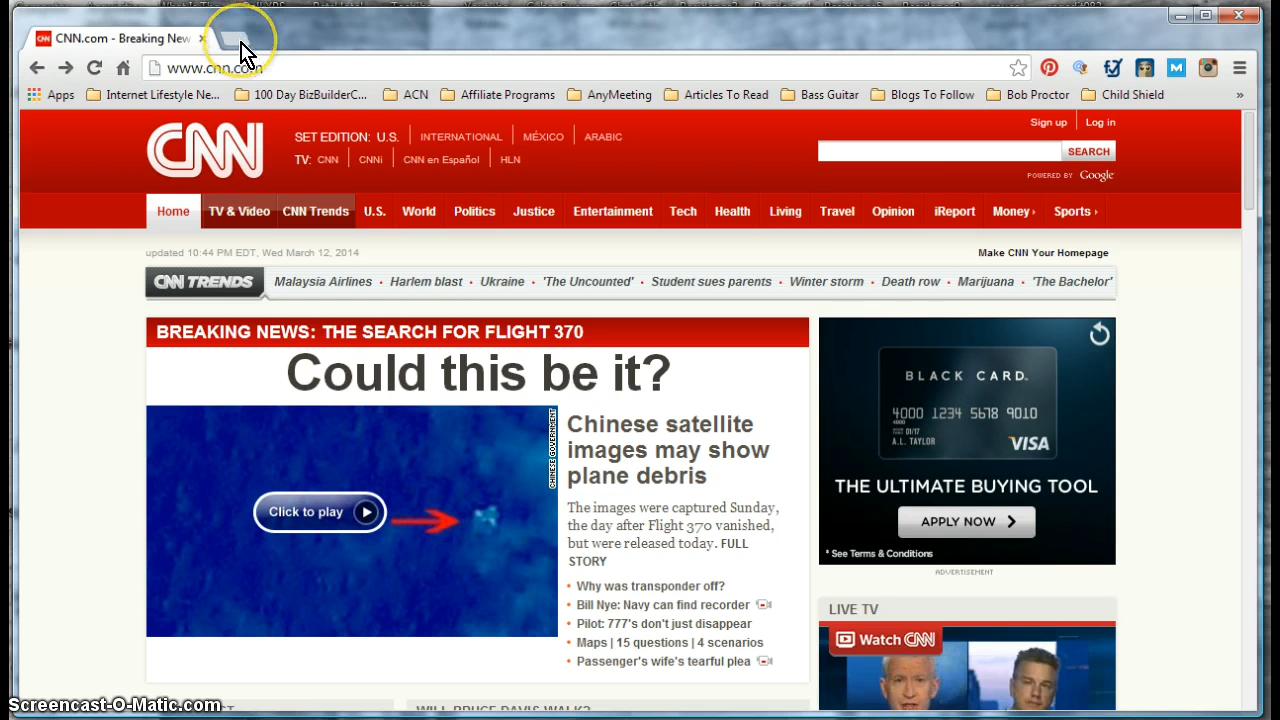 CNN.com - Breaking New
www.cnn.com
Apps Internet Lifestyle Ne... 100 Day BizBuilderC... ACN Affiliate Programs AnyMeeting Articles To Read Bass Guitar Blogs To Follow Bob Proctor Child Shield »
Sign up Log in
CNN
SET EDITION: U.S. INTERNATIONAL MÉXICO ARABIC
TV: CNN CNNi CNN en Español HLN
SEARCH
POWERED BY Google
Home TV & Video CNN Trends U.S. World Politics Justice Entertainment Tech Health Living Travel Opinion iReport Money Sports
updated 10:44 PM EDT, Wed March 12, 2014
Make CNN Your Homepage
CNN TRENDS Malaysia Airlines • Harlem blast • Ukraine • 'The Uncounted' • Student sues parents • Winter storm • Death row • Marijuana • 'The Bachelor'
BREAKING NEWS: THE SEARCH FOR FLIGHT 370
Could this be it?
CHINESE GOVERNMENT
Click to play
Chinese satellite
images may show
plane debris
The images were captured Sunday,
the day after Flight 370 vanished,
but were released today. FULL
STORY
• Why was transponder off?
• Bill Nye: Navy can find recorder
• Pilot: 777's don't just disappear
• Maps | 15 questions | 4 scenarios
• Passenger's wife's tearful plea
BLACK CARD.
4000 1234 5678 9010
4000
01/17
A.L. TAYLOR
VISA
THE ULTIMATE BUYING TOOL
APPLY NOW
* See Terms & Conditions
ADVERTISEMENT
LIVE TV
Watch CNN
WILL BRUCE DAVIS WALK?
Screencast-O-Matic.com